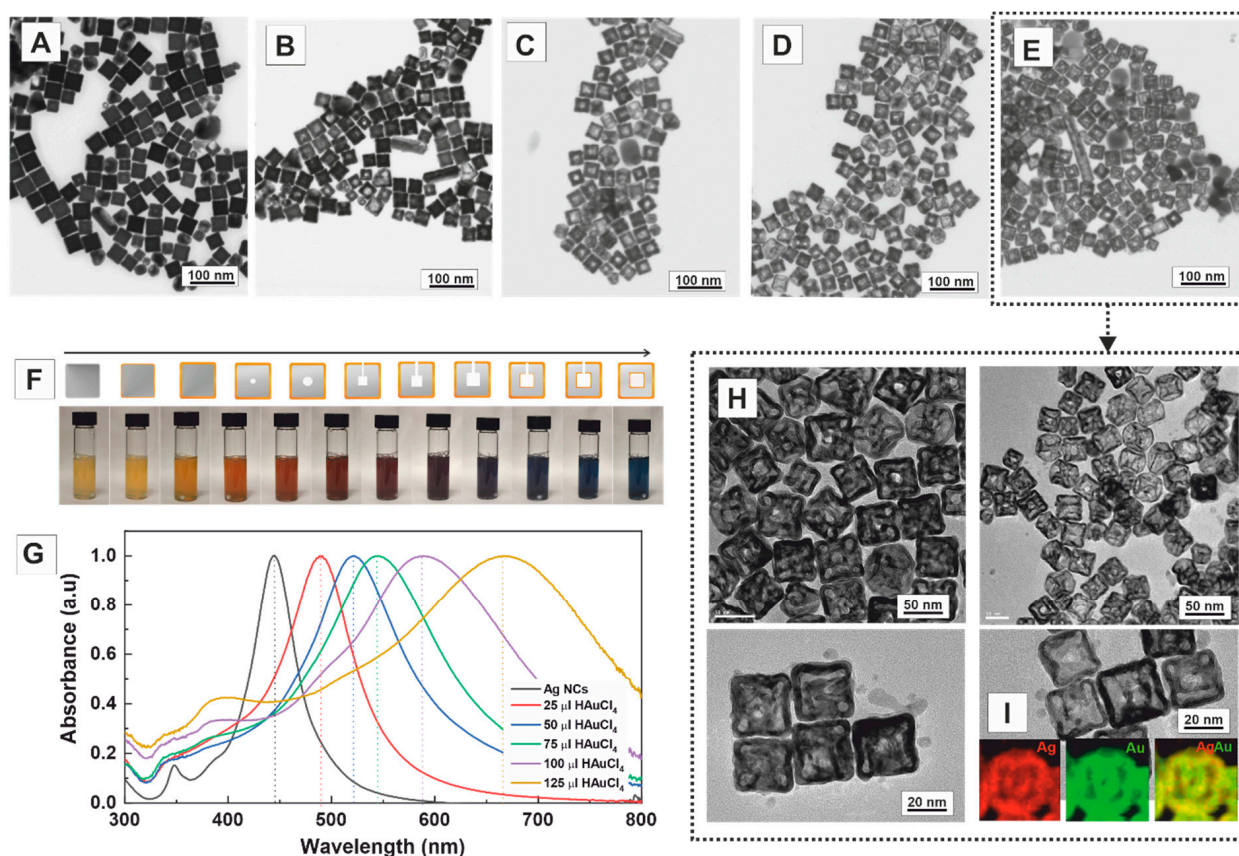 A
100 nm
B
100 nm
C
100 nm
D
100 nm
E
100 nm
F
G
Absorbance (a.u)
1.0
0.8
0.6
0.4
0.2
0.0
300 400 500 600 700 800
Wavelength (nm)
Ag NCs
25 μl HAuCl₄
50 μl HAuCl₄
75 μl HAuCl₄
100 μl HAuCl₄
125 μl HAuCl₄
H
50 nm
50 nm
20 nm
20 nm
I
Ag
Au
AgAu